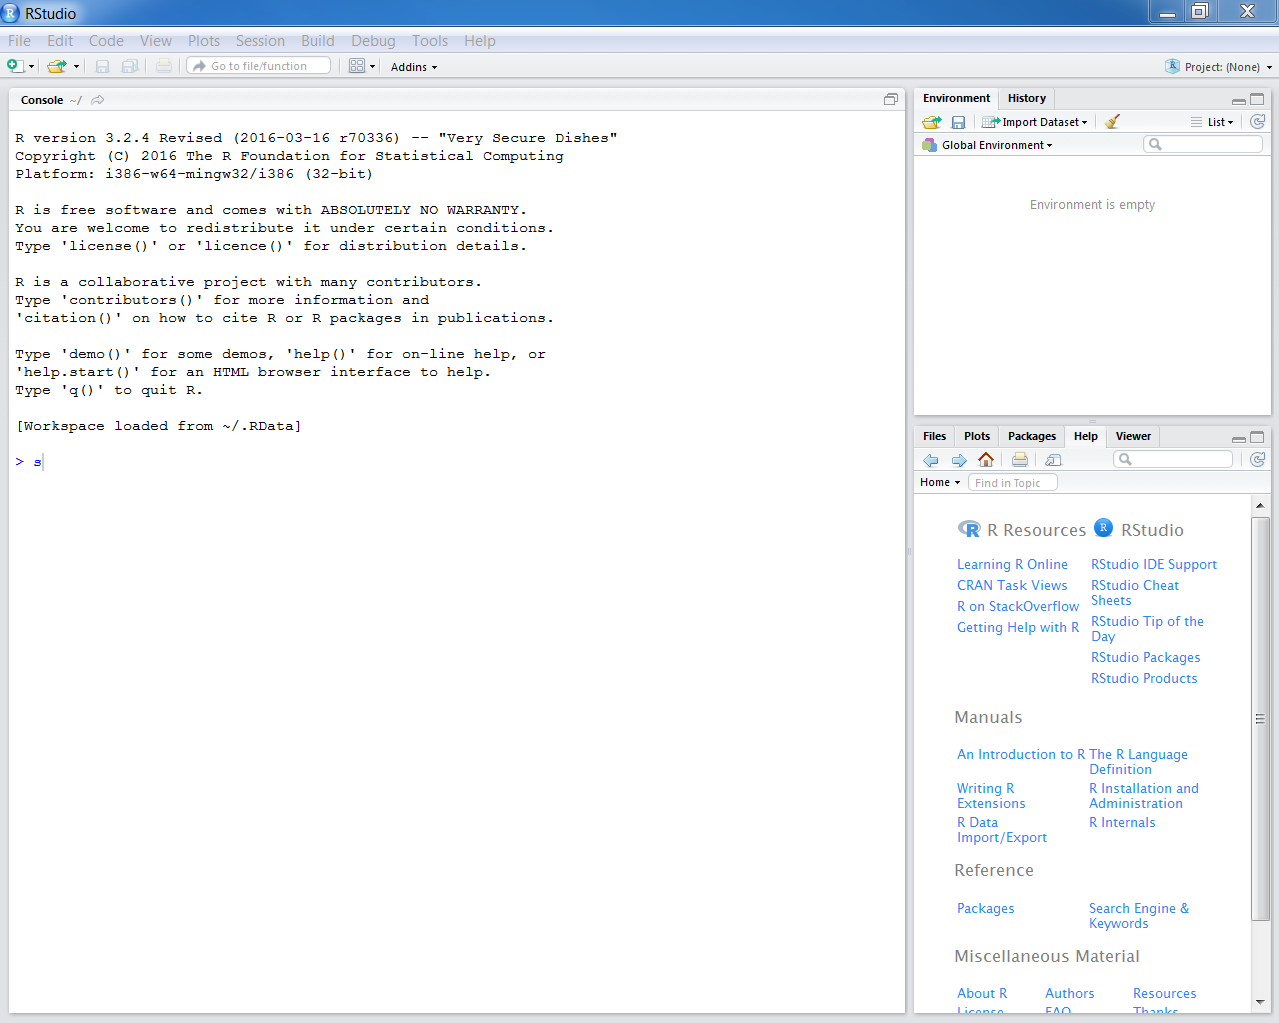 RStudio
File Edit Code View Plots Session Build Debug Tools Help
Go to file/function Addins Project: (None)
Console ~/
R version 3.2.4 Revised (2016-03-16 r70336) -- "Very Secure Dishes"
Copyright (C) 2016 The R Foundation for Statistical Computing
Platform: i386-w64-mingw32/i386 (32-bit)
R is free software and comes with ABSOLUTELY NO WARRANTY.
You are welcome to redistribute it under certain conditions.
Type 'license()' or 'licence()' for distribution details.
R is a collaborative project with many contributors.
Type 'contributors()' for more information and
'citation()' on how to cite R or R packages in publications.
Type 'demo()' for some demos, 'help()' for on-line help, or
'help.start()' for an HTML browser interface to help.
Type 'q()' to quit R.
[Workspace loaded from ~/.RData]
> s
Environment History
Import Dataset List
Global Environment
Environment is empty
Files Plots Packages Help Viewer
Home Find in Topic
R Resources R RStudio
Learning R Online RStudio IDE Support
CRAN Task Views RStudio Cheat
Sheets
R on StackOverflow RStudio Tip of the
Day
Getting Help with R
RStudio Packages
RStudio Products
Manuals
An Introduction to R The R Language
Definition
Writing R R Installation and
Extensions Administration
R Data R Internals
Import/Export
Reference
Packages Search Engine &
Keywords
Miscellaneous Material
About R Authors Resources
License FAQ Thanks